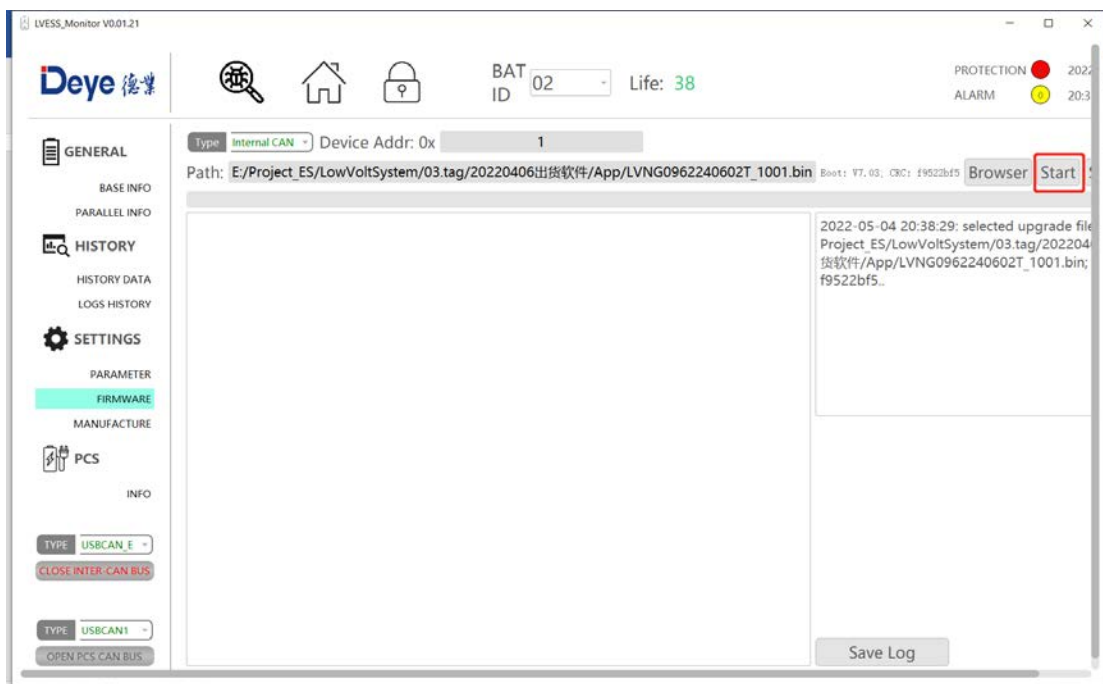 LVESS_Monitor V0.01.21
Deye 德業
BAT ID 02
Life: 38
PROTECTION 2022
ALARM 0 20:3
GENERAL
BASE INFO
PARALLEL INFO
HISTORY
HISTORY DATA
LOGS HISTORY
SETTINGS
PARAMETER
FIRMWARE
MANUFACTURE
PCS
INFO
TYPE USBCAN_E
CLOSE INTER-CAN BUS
TYPE USBCAN1
OPEN PCS CAN BUS
Type Internal CAN Device Addr: 0x 1
Path: E:/Project_ES/LowVoltSystem/03.tag/20220406出货软件/App/LVNG0962240602T_1001.bin Boot: V7.03, CRC: f9522bf5 Browser Start
2022-05-04 20:38:29: selected upgrade file
Project_ES/LowVoltSystem/03.tag/202204
货软件/App/LVNG0962240602T_1001.bin;
f9522bf5..
Save Log